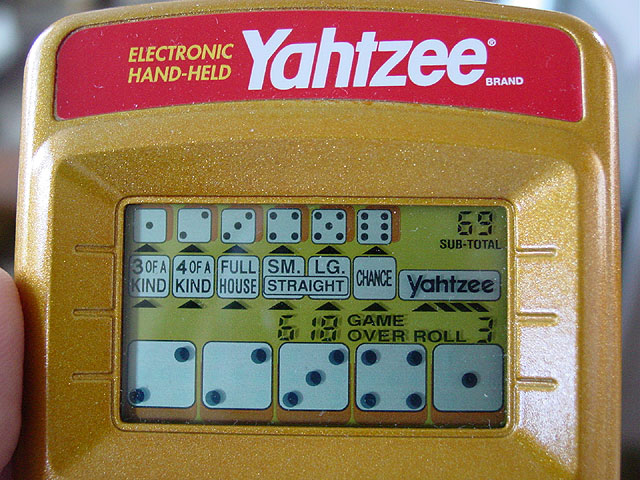 ELECTRONIC
HAND-HELD
Yahtzee®
BRAND
69
SUB-TOTAL
3 OF A
KIND
4 OF A
KIND
FULL
HOUSE
SM. LG.
STRAIGHT
CHANCE
Yahtzee
618
GAME
OVER ROLL 3